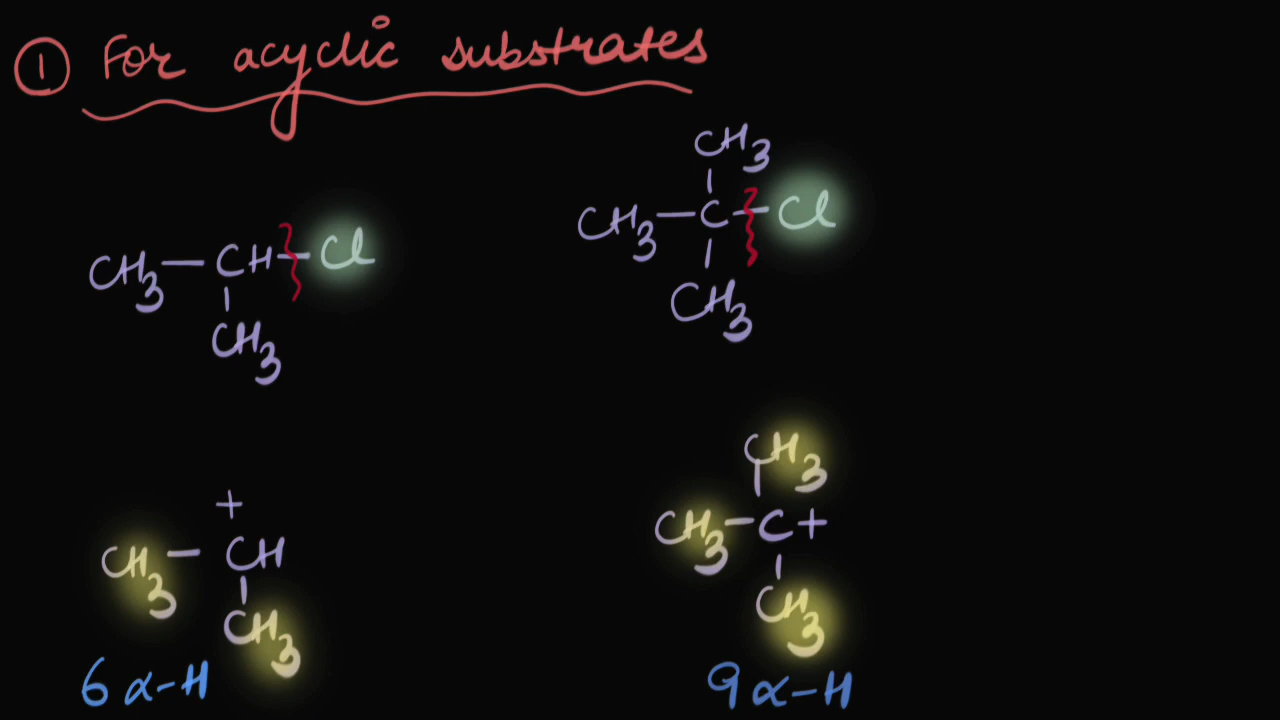 ① For acyclic substrates
CH3 — CH — Cl
CH3
CH3
CH3 — C — Cl
CH3
+
CH3 — CH
CH3
6 α-H
CH3
CH3 — C +
CH3
9 α-H